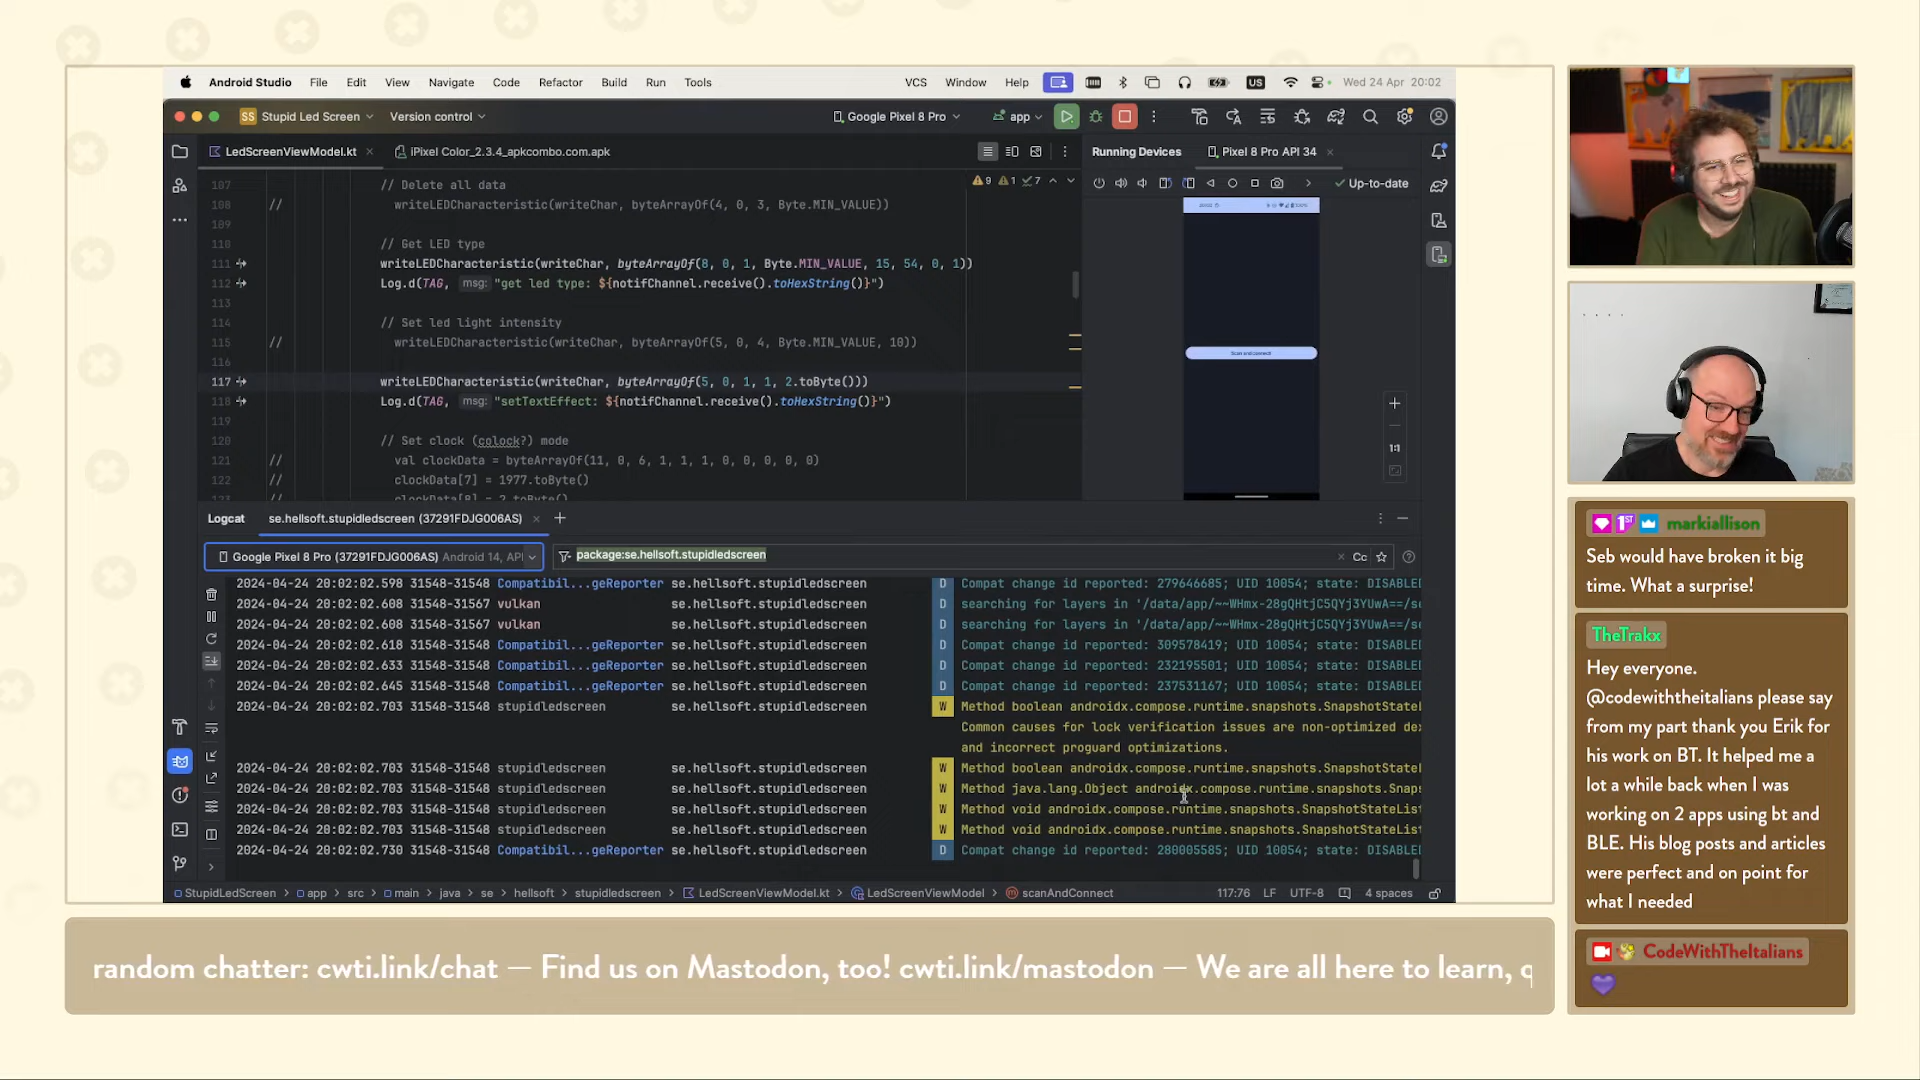 Android Studio File Edit View Navigate Code Refactor Build Run Tools VCS Window Help US Wed 24 Apr 20:02
SS Stupid Led Screen Version control Google Pixel 8 Pro app
LedScreenViewModel.kt iPixel Color_2.3.4_apkcombo.com.apk Running Devices Pixel 8 Pro API 34
Up-to-date
9 1 7
107 // Delete all data
108 // writeLEDCharacteristic(writeChar, byteArrayOf(4, 0, 3, Byte.MIN_VALUE))
109
110 // Get LED type
111 writeLEDCharacteristic(writeChar, byteArrayOf(8, 0, 1, Byte.MIN_VALUE, 15, 54, 0, 1))
112 Log.d(TAG, msg: "get led type: ${notifChannel.receive().toHexString()}")
113
114 // Set led light intensity
115 // writeLEDCharacteristic(writeChar, byteArrayOf(5, 0, 4, Byte.MIN_VALUE, 10))
116
117 writeLEDCharacteristic(writeChar, byteArrayOf(5, 0, 1, 1, 2.toByte()))
118 Log.d(TAG, msg: "setTextEffect: ${notifChannel.receive().toHexString()}")
119
120 // Set clock (colock?) mode
121 // val clockData = byteArrayOf(11, 0, 6, 1, 1, 1, 0, 0, 0, 0, 0)
122 // clockData[7] = 1977.toByte()
123 // clockData[8] = 2.toByte()
Scan and connect
1:1
Logcat se.hellsoft.stupidledscreen (37291FDJG006AS)
Google Pixel 8 Pro (37291FDJG006AS) Android 14, API package:se.hellsoft.stupidledscreen Cc
2024-04-24 20:02:02.598 31548-31548 Compatibil...geReporter se.hellsoft.stupidledscreen D Compat change id reported: 279646685; UID 10054; state: DISABLED
2024-04-24 20:02:02.608 31548-31567 vulkan se.hellsoft.stupidledscreen D searching for layers in '/data/app/~~WHmx-28gQHtjC5QYj3YUwA==/se
2024-04-24 20:02:02.608 31548-31567 vulkan se.hellsoft.stupidledscreen D searching for layers in '/data/app/~~WHmx-28gQHtjC5QYj3YUwA==/se
2024-04-24 20:02:02.618 31548-31548 Compatibil...geReporter se.hellsoft.stupidledscreen D Compat change id reported: 309578419; UID 10054; state: DISABLED
2024-04-24 20:02:02.633 31548-31548 Compatibil...geReporter se.hellsoft.stupidledscreen D Compat change id reported: 232195501; UID 10054; state: DISABLED
2024-04-24 20:02:02.645 31548-31548 Compatibil...geReporter se.hellsoft.stupidledscreen D Compat change id reported: 237531167; UID 10054; state: DISABLED
2024-04-24 20:02:02.703 31548-31548 stupidledscreen se.hellsoft.stupidledscreen W Method boolean androidx.compose.runtime.snapshots.SnapshotStateL
Common causes for lock verification issues are non-optimized dex
and incorrect proguard optimizations.
2024-04-24 20:02:02.703 31548-31548 stupidledscreen se.hellsoft.stupidledscreen W Method boolean androidx.compose.runtime.snapshots.SnapshotStateL
2024-04-24 20:02:02.703 31548-31548 stupidledscreen se.hellsoft.stupidledscreen W Method java.lang.Object androidx.compose.runtime.snapshots.Snaps
2024-04-24 20:02:02.703 31548-31548 stupidledscreen se.hellsoft.stupidledscreen W Method void androidx.compose.runtime.snapshots.SnapshotStateList
2024-04-24 20:02:02.703 31548-31548 stupidledscreen se.hellsoft.stupidledscreen W Method void androidx.compose.runtime.snapshots.SnapshotStateList
2024-04-24 20:02:02.730 31548-31548 Compatibil...geReporter se.hellsoft.stupidledscreen D Compat change id reported: 280005585; UID 10054; state: DISABLED
StupidLedScreen > app > src > main > java > se > hellsoft > stupidledscreen > LedScreenViewModel.kt > LedScreenViewModel > scanAndConnect 117:76 LF UTF-8 4 spaces
random chatter: cwti.link/chat — Find us on Mastodon, too! cwti.link/mastodon — We are all here to learn, q
1ST markiallison
Seb would have broken it big
time. What a surprise!
TheTrakx
Hey everyone.
@codewiththeitalians please say
from my part thank you Erik for
his work on BT. It helped me a
lot a while back when I was
working on 2 apps using bt and
BLE. His blog posts and articles
were perfect and on point for
what I needed
CodeWithTheItalians
💜